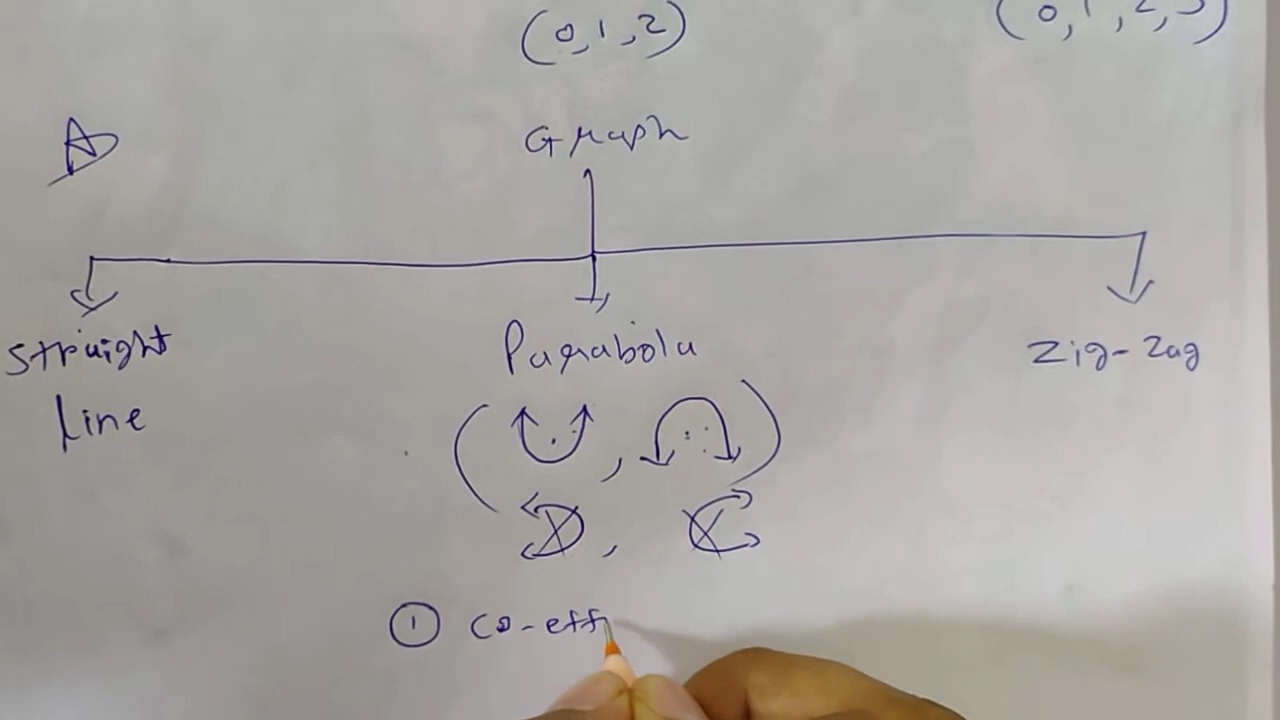 (0,1,2) (0,1,2,3)
Graph
Straight Line
Parabola
Zig-Zag
① co-eff